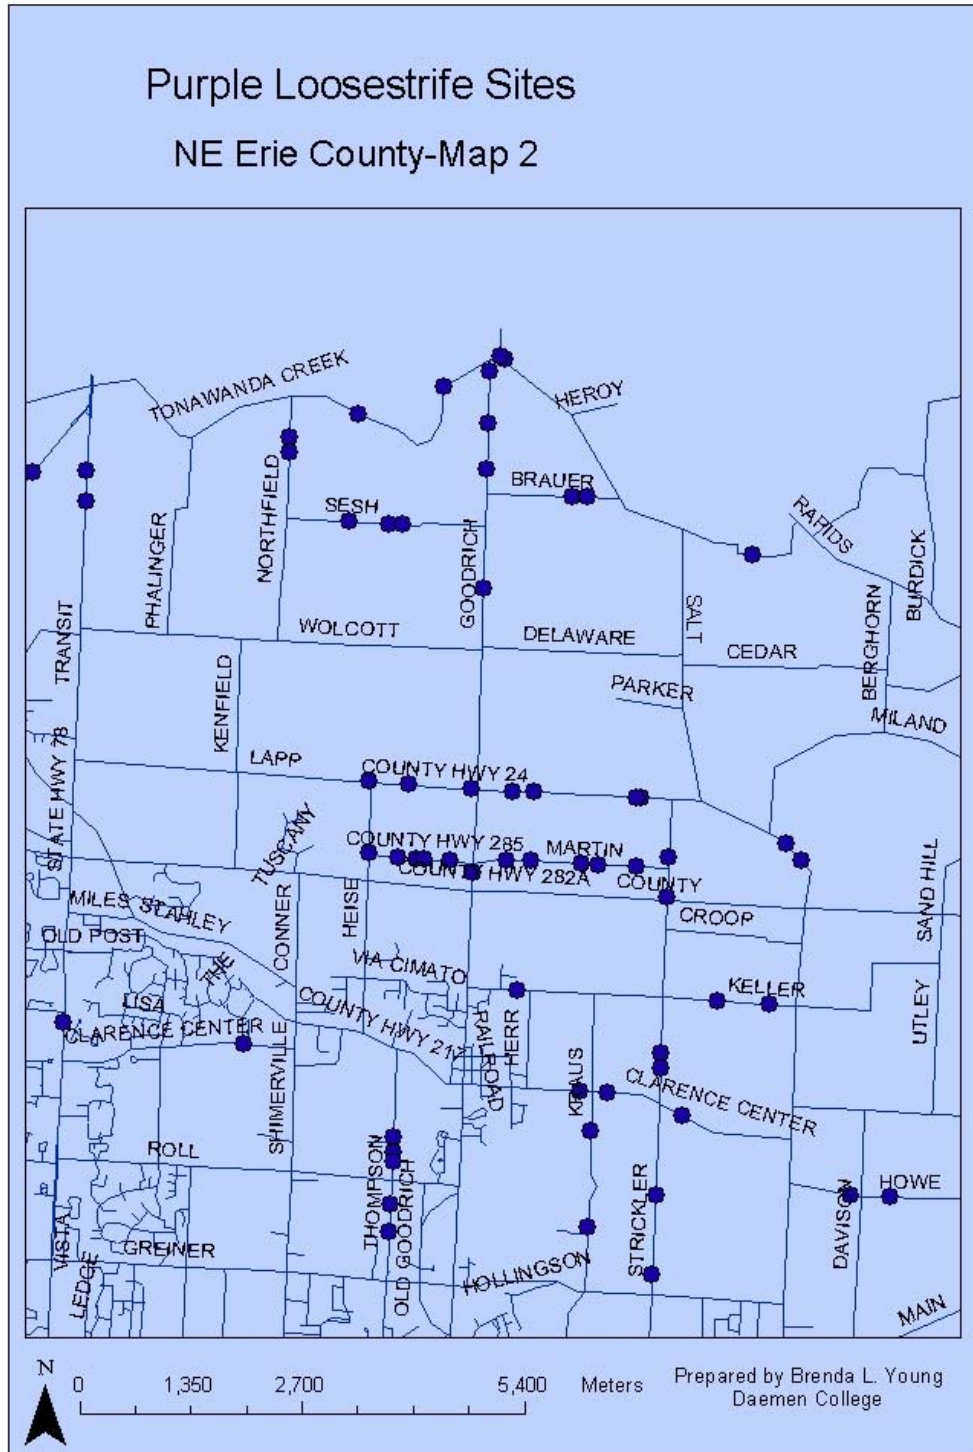 Purple Loosestrife Sites
NE Erie County-Map 2
TONAWANDA CREEK
HEROY
NORTHFIELD
BRAUER
SESH
RAPIDS
PHALINGER
GOODRICH
BURDICK
TRANSIT
SALT
BERGHORN
WOLCOTT
DELAWARE
CEDAR
KENFIELD
PARKER
MILAND
LAPP
COUNTY HWY 24
STATE HWY 78
TUSCANY
COUNTY HWY 285
MARTIN
COUNTY HWY 282A
COUNTY
SAND HILL
MILES STAHLEY
CONNER
HEISE
CROOP
OLD POST
THE
VIA CIMATO
KELLER
LISA
COUNTY HWY 217
UTLEY
CLARENCE CENTER
SHIMERVILLE
RAILROAD
HERR
KRAUS
CLARENCE CENTER
ROLL
THOMPSON
OLD GOODRICH
STRICKLER
DAVISON
HOWE
VISTA
GREINER
LEDGE
HOLLINGSON
MAIN
N
0 1,350 2,700 5,400 Meters
Prepared by Brenda L. Young
Daemen College